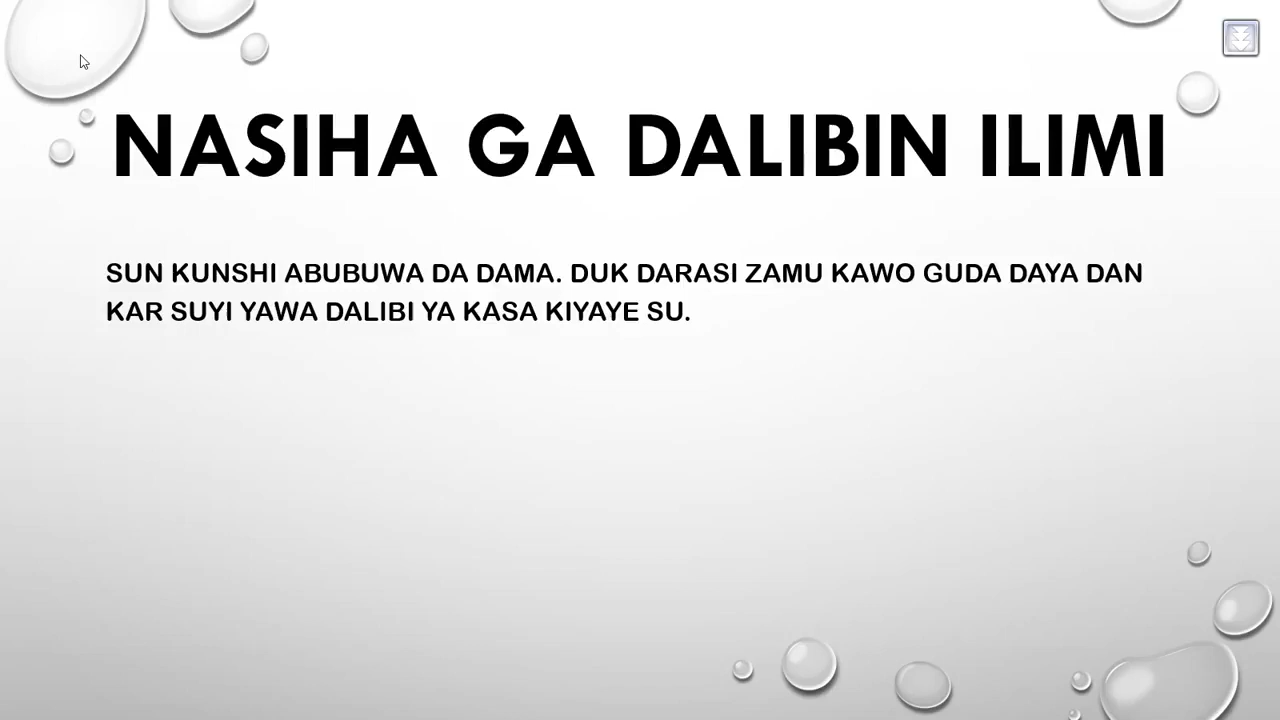 NASIHA GA DALIBIN ILIMI
SUN KUNSHI ABUBUWA DA DAMA. DUK DARASI ZAMU KAWO GUDA DAYA DAN
KAR SUYI YAWA DALIBI YA KASA KIYAYE SU.